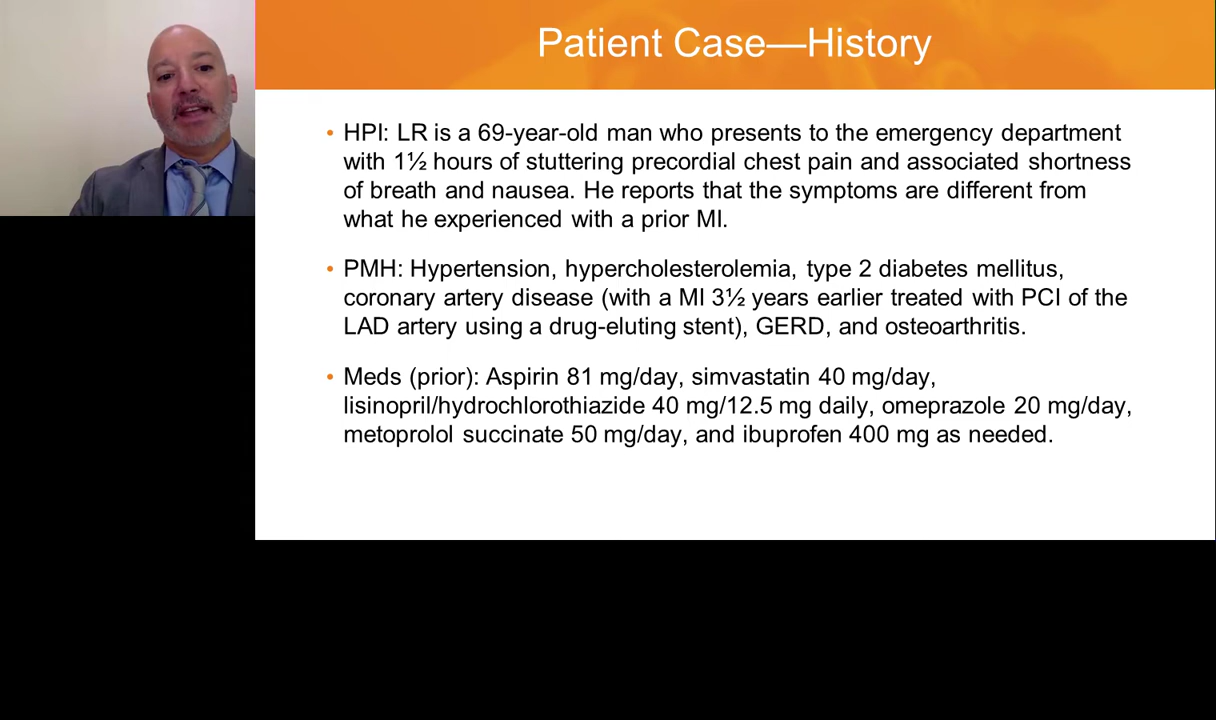 Patient Case—History
• HPI: LR is a 69-year-old man who presents to the emergency department
with 1½ hours of stuttering precordial chest pain and associated shortness
of breath and nausea. He reports that the symptoms are different from
what he experienced with a prior MI.
• PMH: Hypertension, hypercholesterolemia, type 2 diabetes mellitus,
coronary artery disease (with a MI 3½ years earlier treated with PCI of the
LAD artery using a drug-eluting stent), GERD, and osteoarthritis.
• Meds (prior): Aspirin 81 mg/day, simvastatin 40 mg/day,
lisinopril/hydrochlorothiazide 40 mg/12.5 mg daily, omeprazole 20 mg/day,
metoprolol succinate 50 mg/day, and ibuprofen 400 mg as needed.